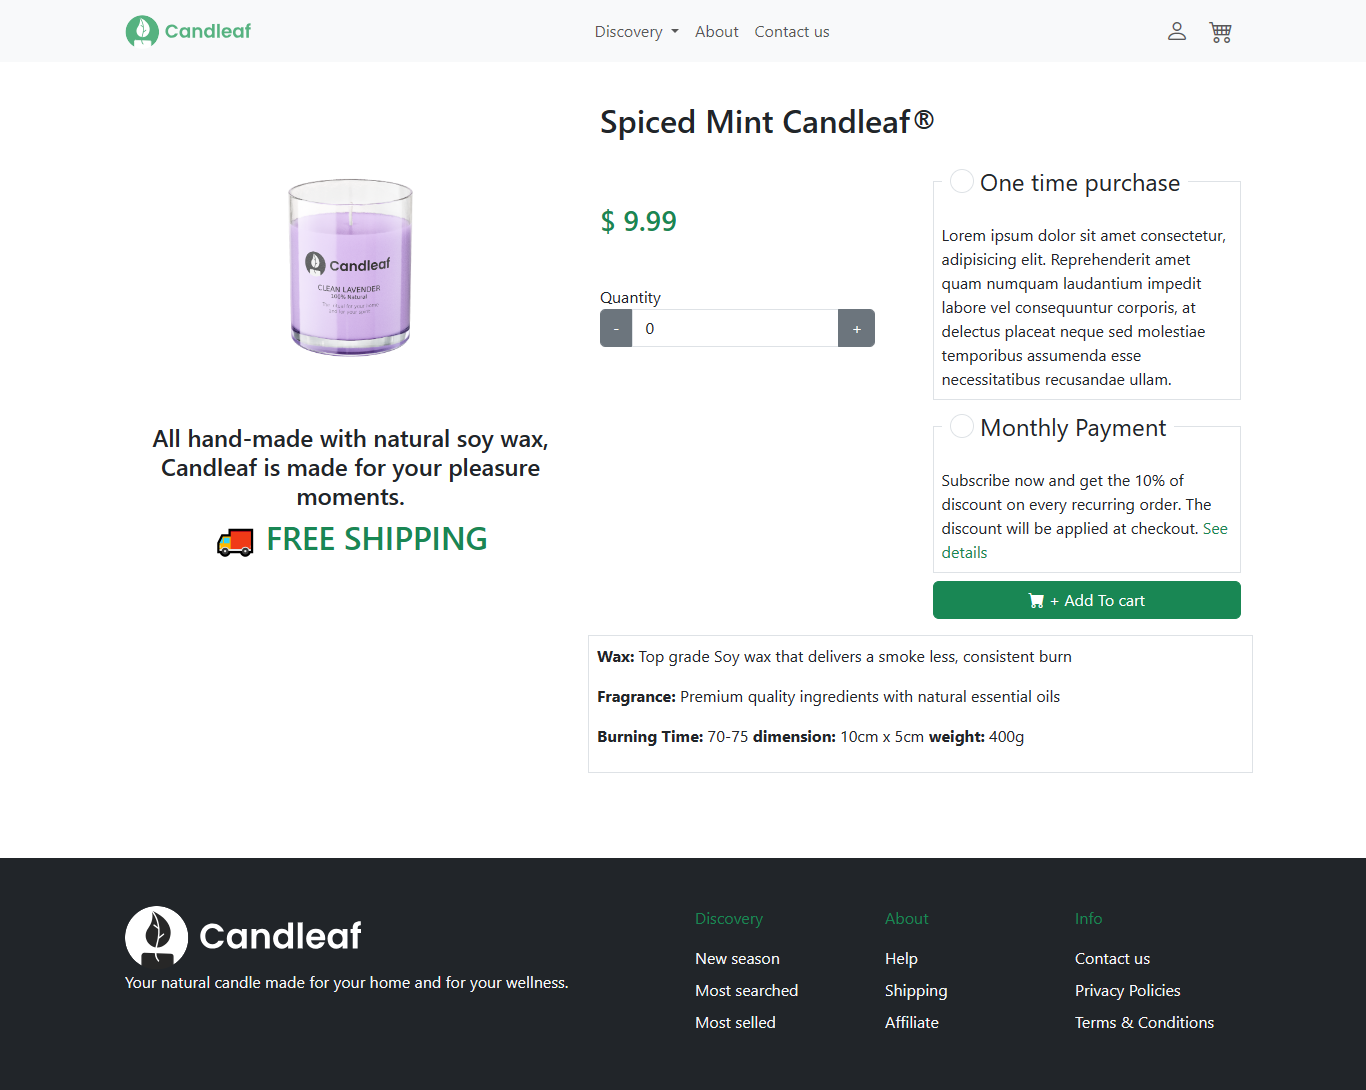 Candleaf
Discovery
About
Contact us
Spiced Mint Candleaf®
Candleaf
CLEAN LAVENDER
100% Natural
All hand-made with natural soy wax,
Candleaf is made for your pleasure
moments.
FREE SHIPPING
$ 9.99
Quantity
- 0 +
One time purchase
Lorem ipsum dolor sit amet consectetur,
adipisicing elit. Reprehenderit amet
quam numquam laudantium impedit
labore vel consequuntur corporis, at
delectus placeat neque sed molestiae
temporibus assumenda esse
necessitatibus recusandae ullam.
Monthly Payment
Subscribe now and get the 10% of
discount on every recurring order. The
discount will be applied at checkout. See
details
+ Add To cart
Wax: Top grade Soy wax that delivers a smoke less, consistent burn
Fragrance: Premium quality ingredients with natural essential oils
Burning Time: 70-75 dimension: 10cm x 5cm weight: 400g
Candleaf
Your natural candle made for your home and for your wellness.
Discovery
New season
Most searched
Most selled
About
Help
Shipping
Affiliate
Info
Contact us
Privacy Policies
Terms & Conditions